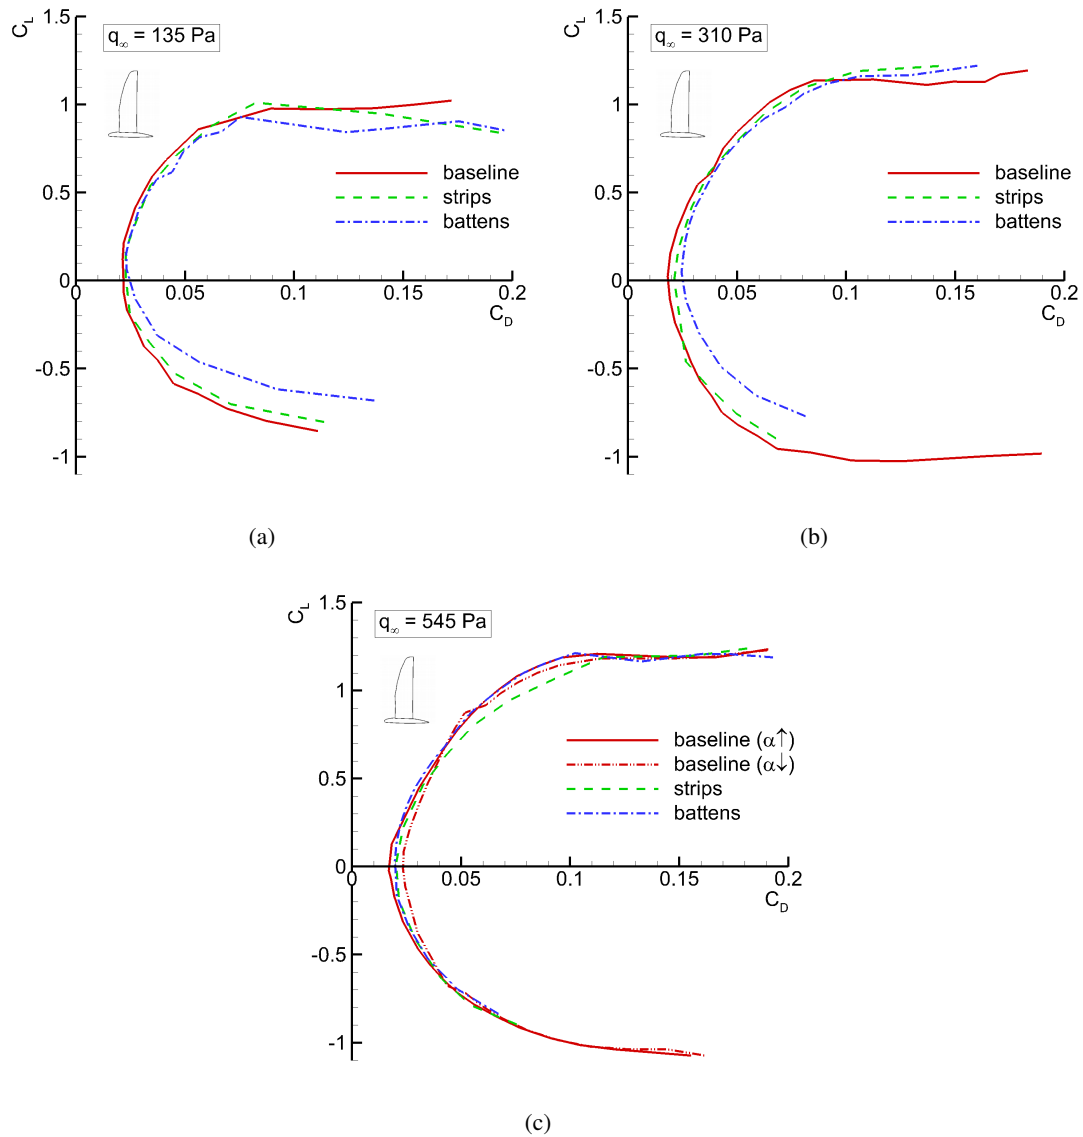 C_L
1.5
q_∞ = 135 Pa
1
baseline
strips
battens
0.5
0
0 0.05 0.1 0.15 0.2
C_D
-0.5
-1
(a)
C_L
1.5
q_∞ = 310 Pa
1
baseline
strips
battens
0.5
0
0 0.05 0.1 0.15 0.2
C_D
-0.5
-1
(b)
C_L
1.5
q_∞ = 545 Pa
1
baseline (α↑)
baseline (α↓)
strips
battens
0.5
0
0 0.05 0.1 0.15 0.2
C_D
-0.5
-1
(c)